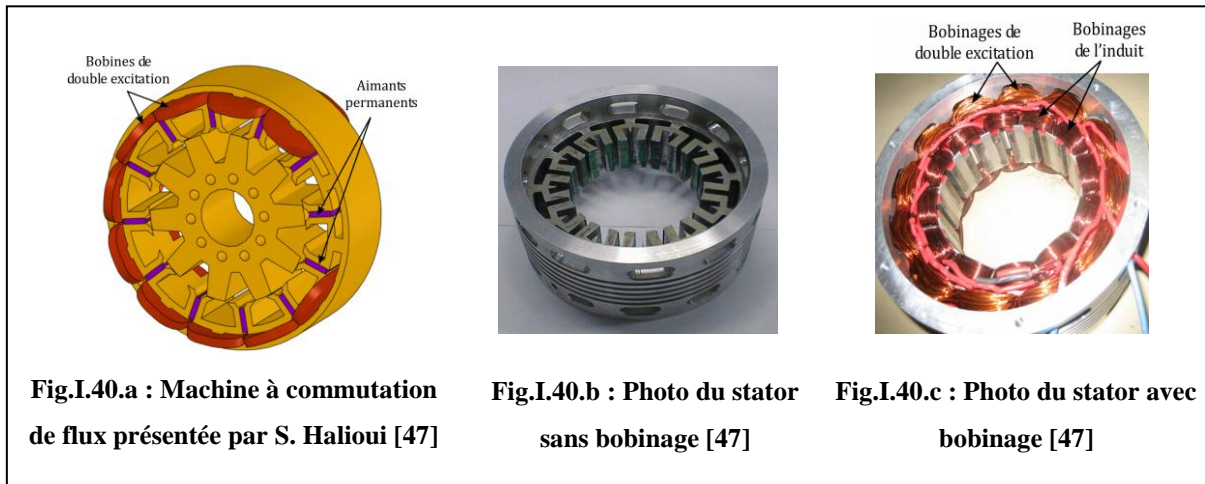 Bobines de
double excitation
Aimants
permanents
Bobinages de
double excitation
Bobinages
de l'induit
Fig.I.40.a : Machine à commutation
de flux présentée par S. Halioui [47]
Fig.I.40.b : Photo du stator
sans bobinage [47]
Fig.I.40.c : Photo du stator avec
bobinage [47]